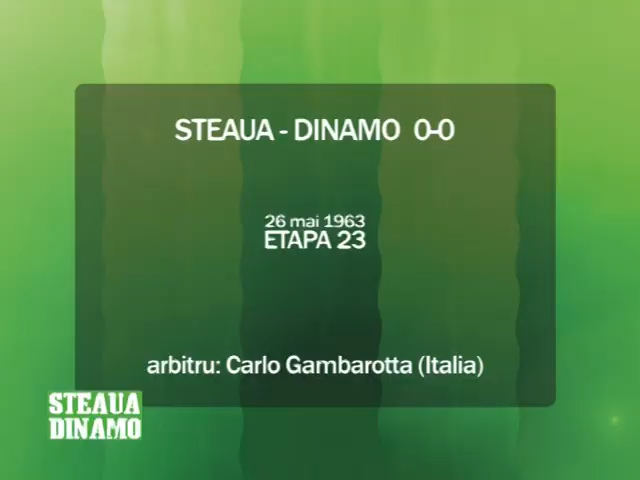 STEAUA - DINAMO 0-0
26 mai 1963
ETAPA 23
arbitru: Carlo Gambarotta (Italia)
STEAUA
DINAMO